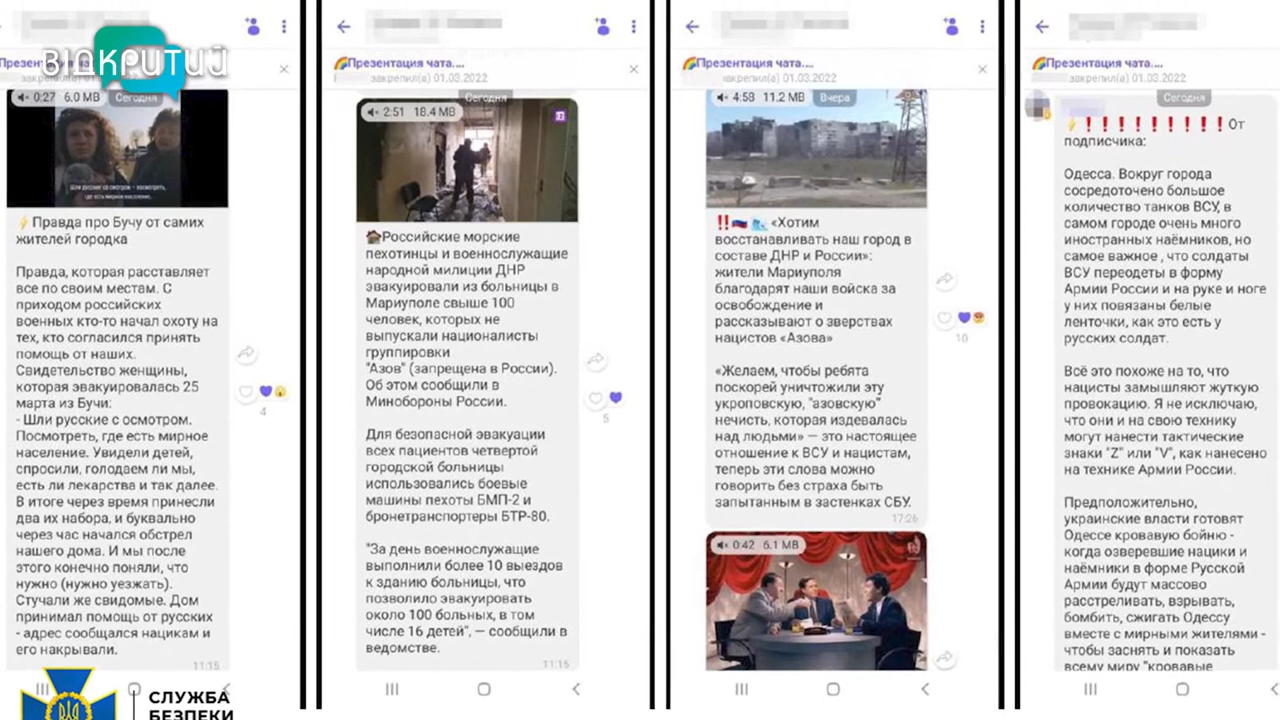 ВІДКРИТИЙ
Презентация чата....
закрепил(а) 01.03.2022
0:27 6.0 MB
Сегодня
Шли русские со смотром - посмотреть,
где есть мирное население.
⚡Правда про Бучу от самих
жителей городка
Правда, которая расставляет
все по своим местам. С
приходом российских
военных кто-то начал охоту на
тех, кто согласился принять
помощь от наших.
Свидетельство женщины,
которая эвакуировалась 25
марта из Бучи:
- Шли русские с осмотром.
Посмотреть, где есть мирное
население. Увидели детей,
спросили, голодаем ли мы,
есть ли лекарства и так далее.
В итоге через время принесли
два их набора, и буквально
через час начался обстрел
нашего дома. И мы после
этого конечно поняли, что
нужно (нужно уезжать).
Стучали же свидомые. Дом
принимал помощь от русских
- адрес сообщался нацикам и
его накрывали.
11:15
4
СЛУЖБА
БЕЗПЕКИ
🌈Презентация чата....
закрепил(а) 01.03.2022
Сегодня
2:51 18.4 MB
🏠Российские морские
пехотинцы и военнослужащие
народной милиции ДНР
эвакуировали из больницы в
Мариуполе свыше 100
человек, которых не
выпускали националисты
группировки
"Азов" (запрещена в России).
Об этом сообщили в
Минобороны России.
Для безопасной эвакуации
всех пациентов четвертой
городской больницы
использовались боевые
машины пехоты БМП-2 и
бронетранспортеры БТР-80.
"За день военнослужащие
выполнили более 10 выездов
к зданию больницы, что
позволило эвакуировать
около 100 больных, в том
числе 16 детей", — сообщили в
ведомстве.
11:16
5
🌈Презентация чата....
закрепил(а) 01.03.2022
4:58 11.2 MB
Вчера
‼️🇷🇺 «Хотим
восстанавливать наш город в
составе ДНР и России»:
жители Мариуполя
благодарят наши войска за
освобождение и
рассказывают о зверствах
нацистов «Азова»
«Желаем, чтобы ребята
поскорей уничтожили эту
укроповскую, "азовскую"
нечисть, которая издевалась
над людьми» — это настоящее
отношение к ВСУ и нацистам,
теперь эти слова можно
говорить без страха быть
запытанным в застенках СБУ.
17:26
10
0:42 6.1 MB
🌈Презентация чата....
закрепил(а) 01.03.2022
Сегодня
⚡❗❗❗❗❗❗❗❗❗От
подписчика:
Одесса. Вокруг города
сосредоточено большое
количество танков ВСУ, в
самом городе очень много
иностранных наёмников, но
самое важное , что солдаты
ВСУ переодеты в форму
Армии России и на руке и ноге
у них повязаны белые
ленточки, как это есть у
русских солдат.
Всё это похоже на то, что
нацисты замышляют жуткую
провокацию. Я не исключаю,
что они и на свою технику
могут нанести тактические
знаки "Z" или "V", как нанесено
на технике Армии России.
Предположительно,
украинские власти готовят
Одессе кровавую бойню -
когда озверевшие нацики и
наёмники в форме Русской
Армии будут массово
расстреливать, взрывать,
бомбить, сжигать Одессу
вместе с мирными жителями -
чтобы заснять и показать
всему миру "кровавые